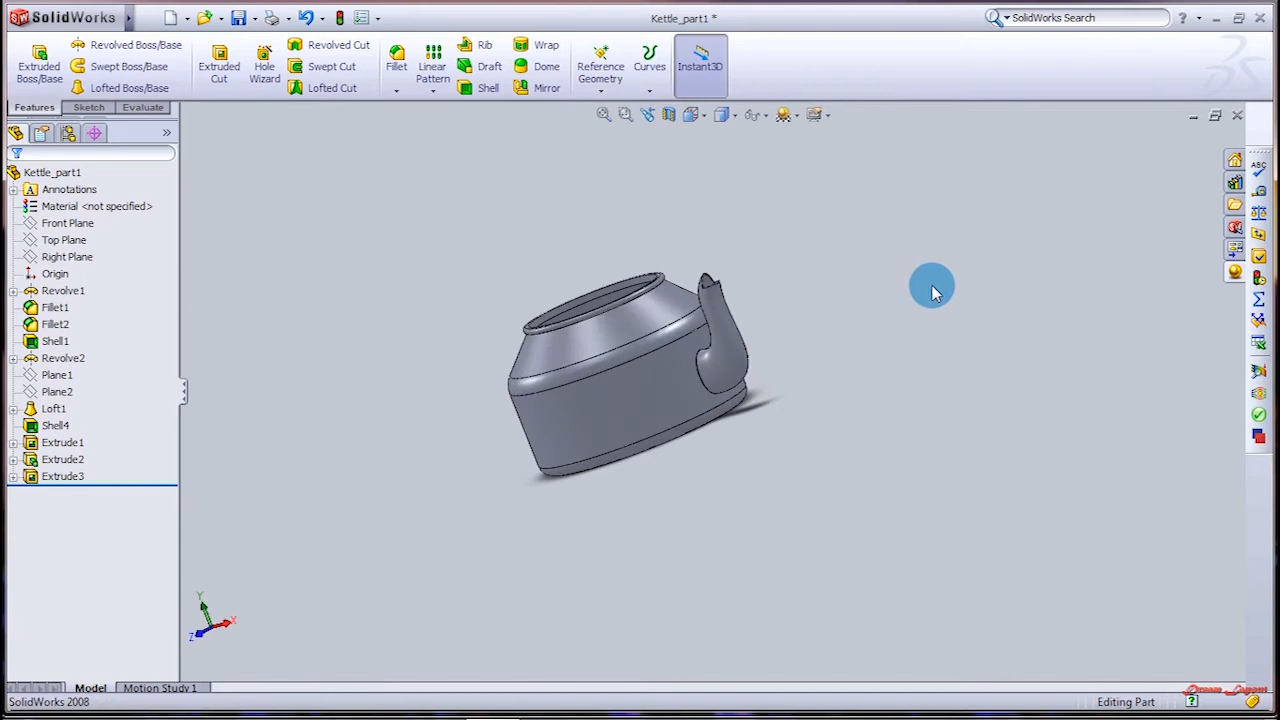 SolidWorks
Kettle_part1 *
SolidWorks Search
Extruded Boss/Base
Revolved Boss/Base
Swept Boss/Base
Lofted Boss/Base
Extruded Cut
Hole Wizard
Revolved Cut
Swept Cut
Lofted Cut
Fillet
Linear Pattern
Rib
Draft
Shell
Wrap
Dome
Mirror
Reference Geometry
Curves
Instant3D
Features
Sketch
Evaluate
Kettle_part1
Annotations
Material <not specified>
Front Plane
Top Plane
Right Plane
Origin
Revolve1
Fillet1
Fillet2
Shell1
Revolve2
Plane1
Plane2
Loft1
Shell4
Extrude1
Extrude2
Extrude3
ABC
Y
X
Z
Model
Motion Study 1
SolidWorks 2008
Editing Part